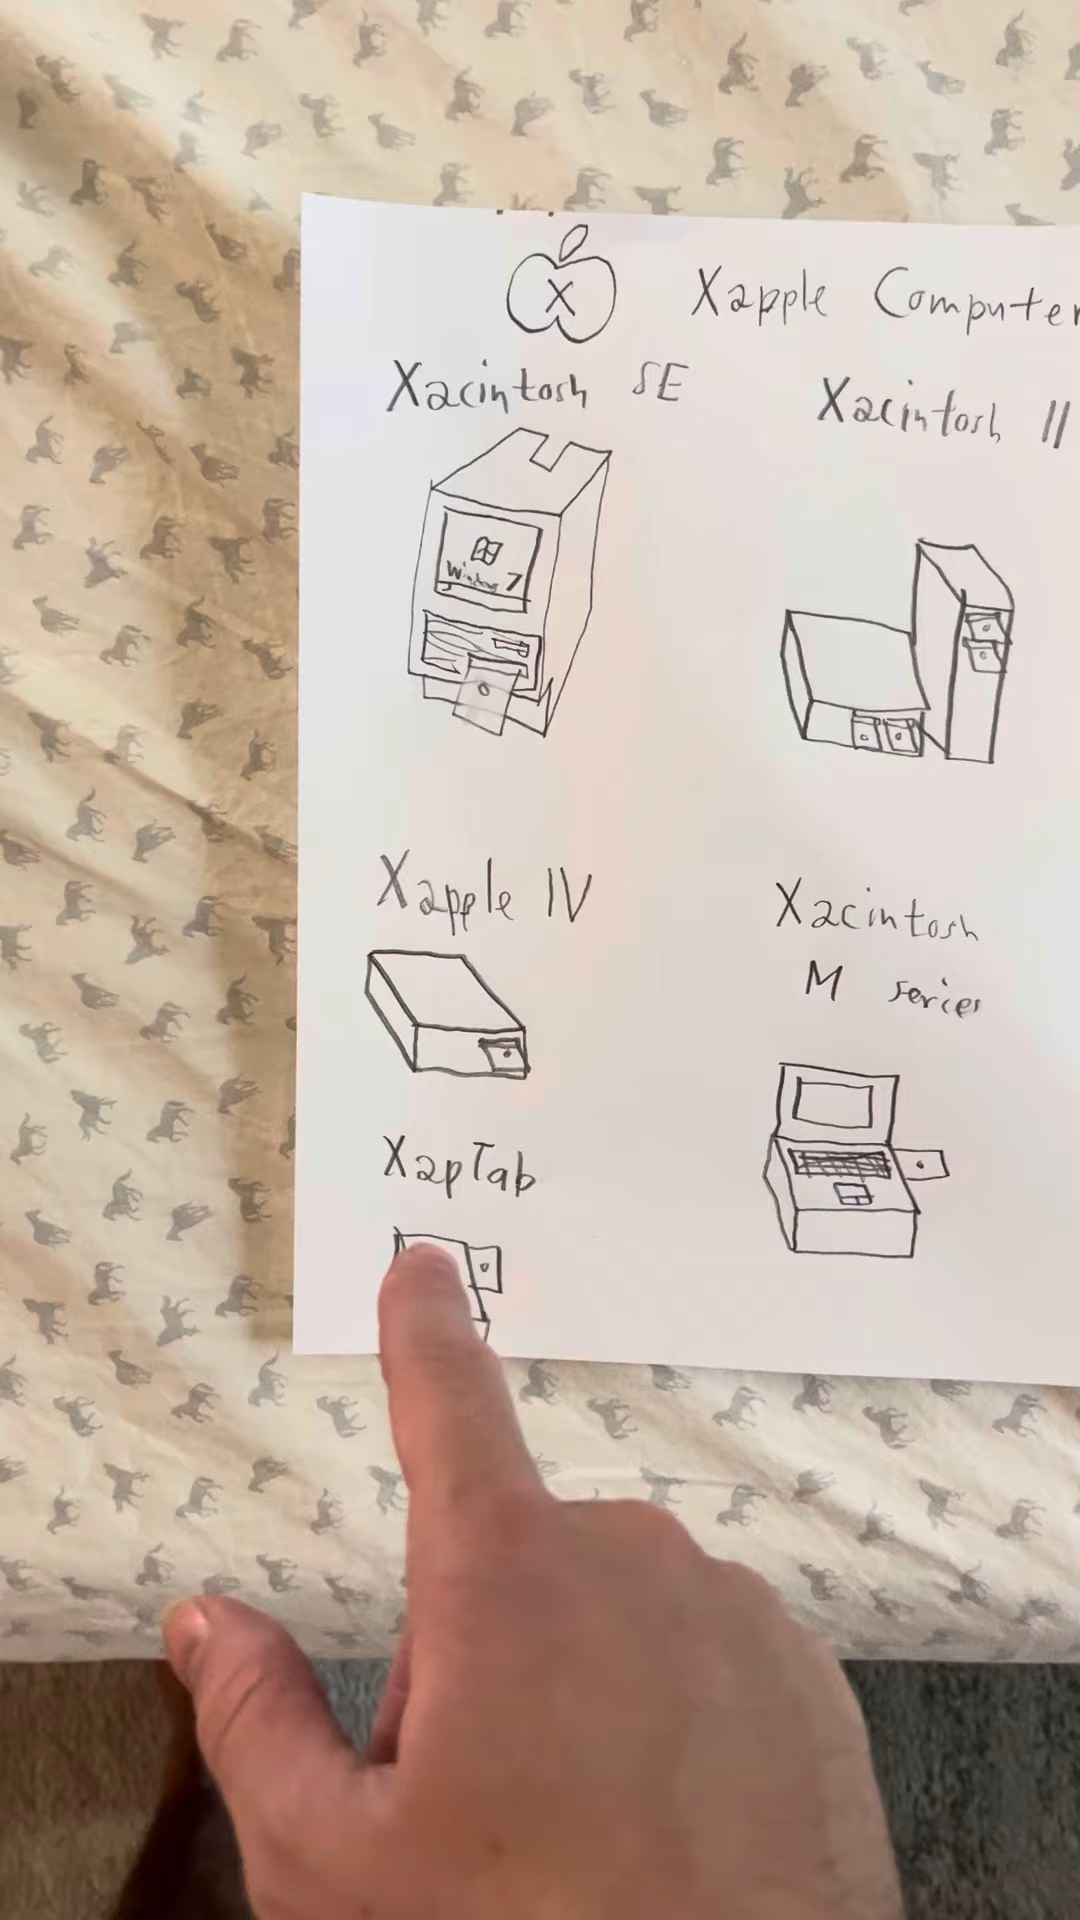 X Xapple Computer
Xacintosh SE
Xacintosh II
Windows 7
Xapple IV
Xacintosh
M series
XapTab